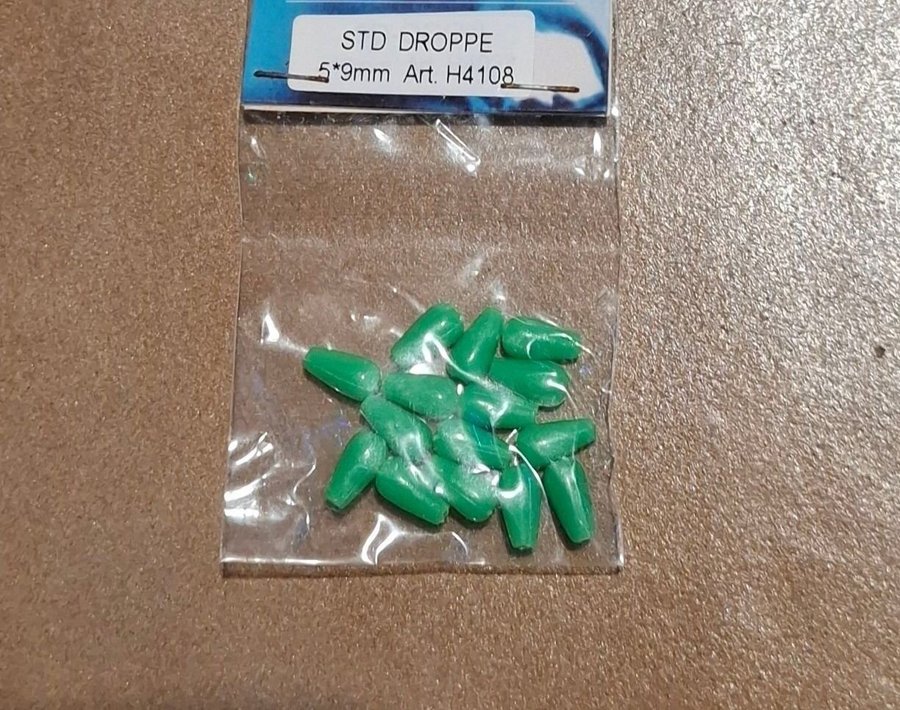 STD DROPPE
5*9mm Art. H4108